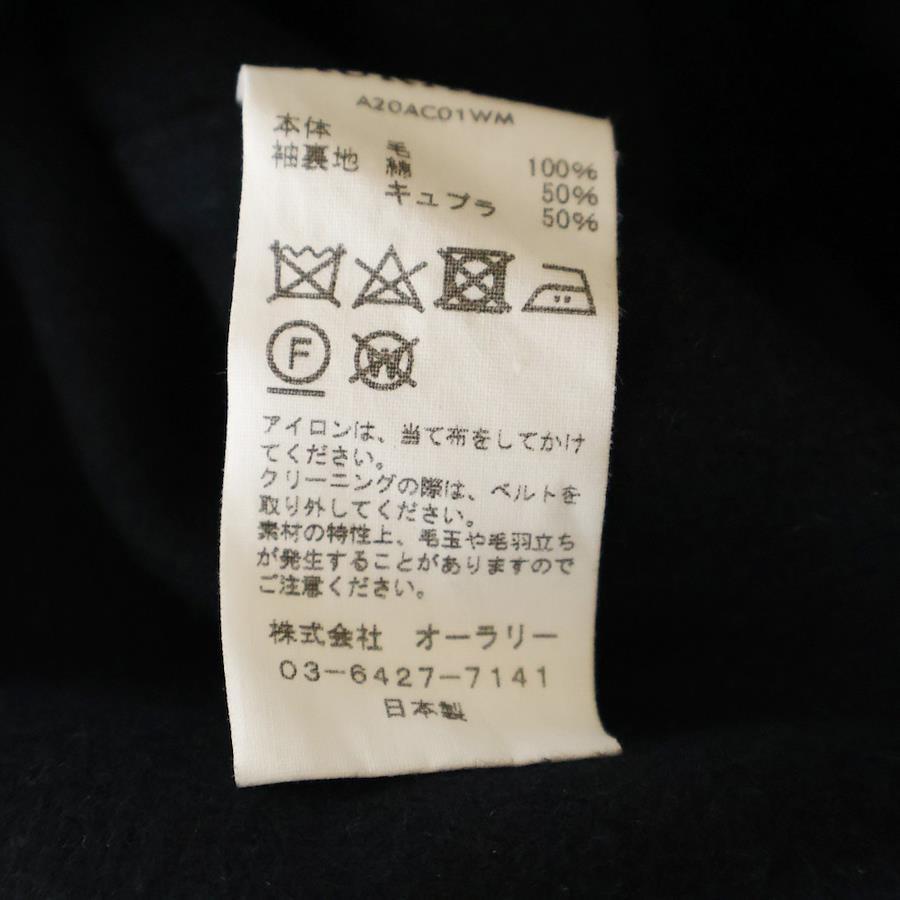 A20AC01WM
本体 毛 100%
袖裏地 綿 50%
キュプラ 50%
F
W
アイロンは、当て布をしてかけ
てください。
クリーニングの際は、ベルトを
取り外してください。
素材の特性上、毛玉や毛羽立ち
が発生することがありますので
ご注意ください。
株式会社 オーラリー
03-6427-7141
日本製